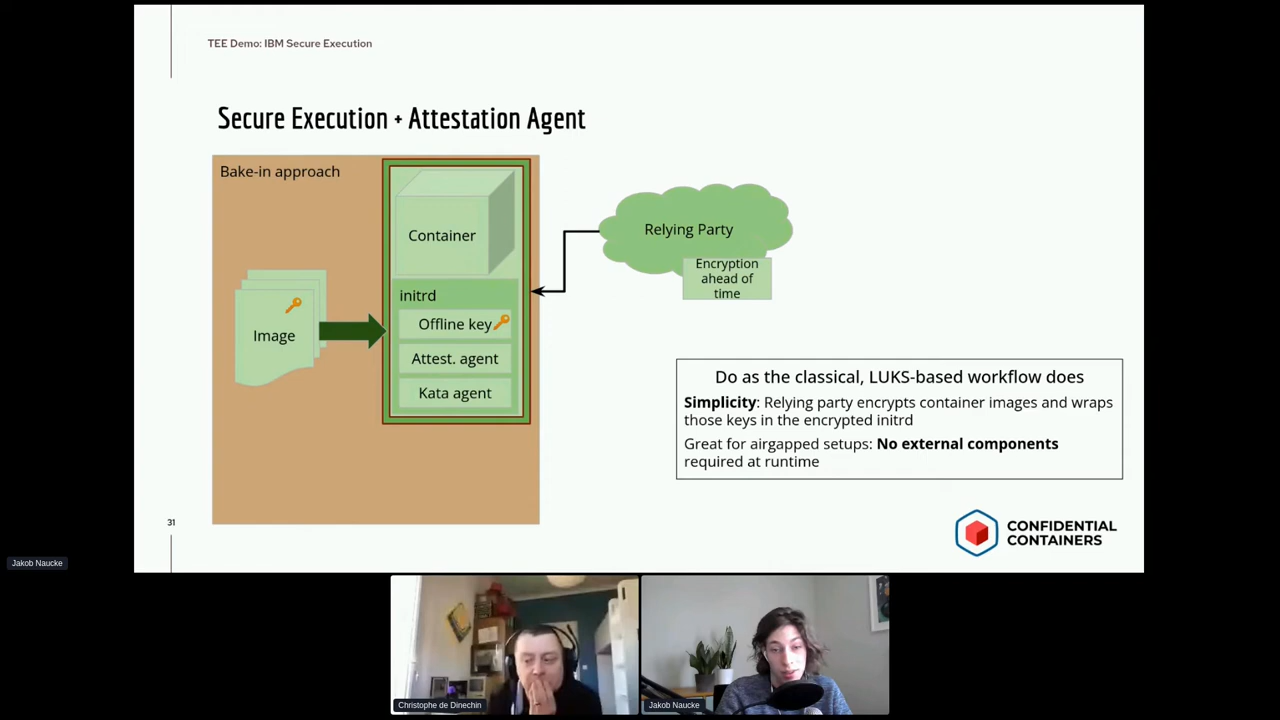 TEE Demo: IBM Secure Execution
Secure Execution + Attestation Agent
Bake-in approach
Container
Relying Party
Encryption
ahead of
time
initrd
Image
Offline key
Attest. agent
Kata agent
Do as the classical, LUKS-based workflow does
Simplicity: Relying party encrypts container images and wraps
those keys in the encrypted initrd
Great for airgapped setups: No external components
required at runtime
31
CONFIDENTIAL
CONTAINERS
Jakob Naucke
Christophe de Dinechin
Jakob Naucke